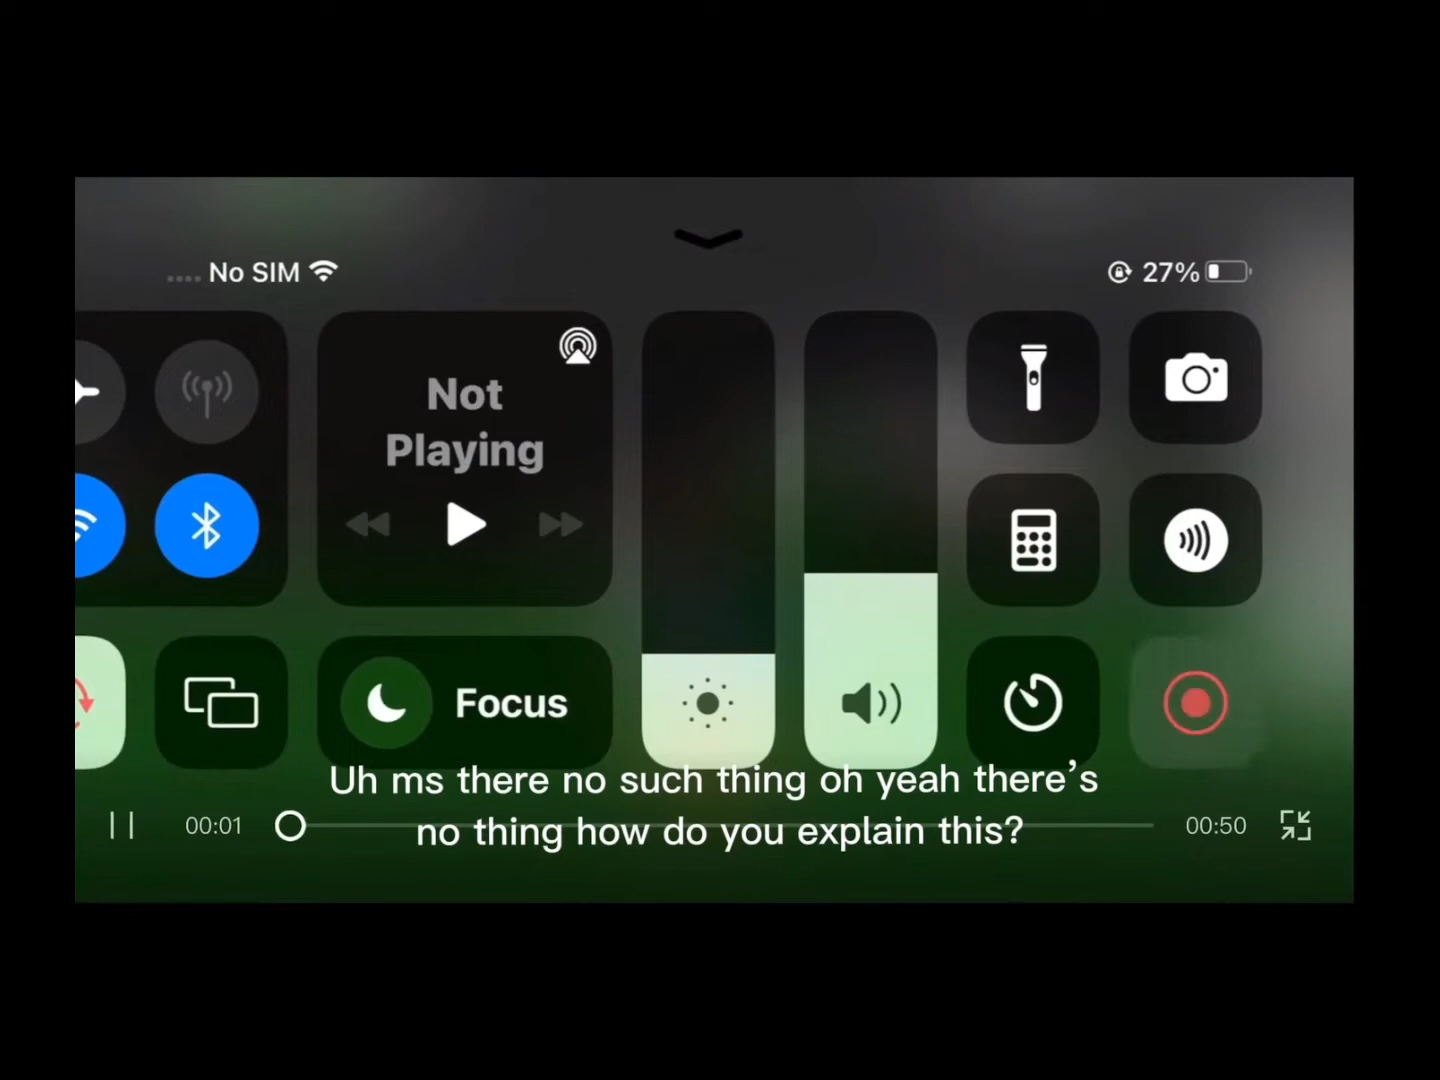 No SIM
27%
Not
Playing
Focus
Uh ms there no such thing oh yeah there’s
no thing how do you explain this?
00:01
00:50